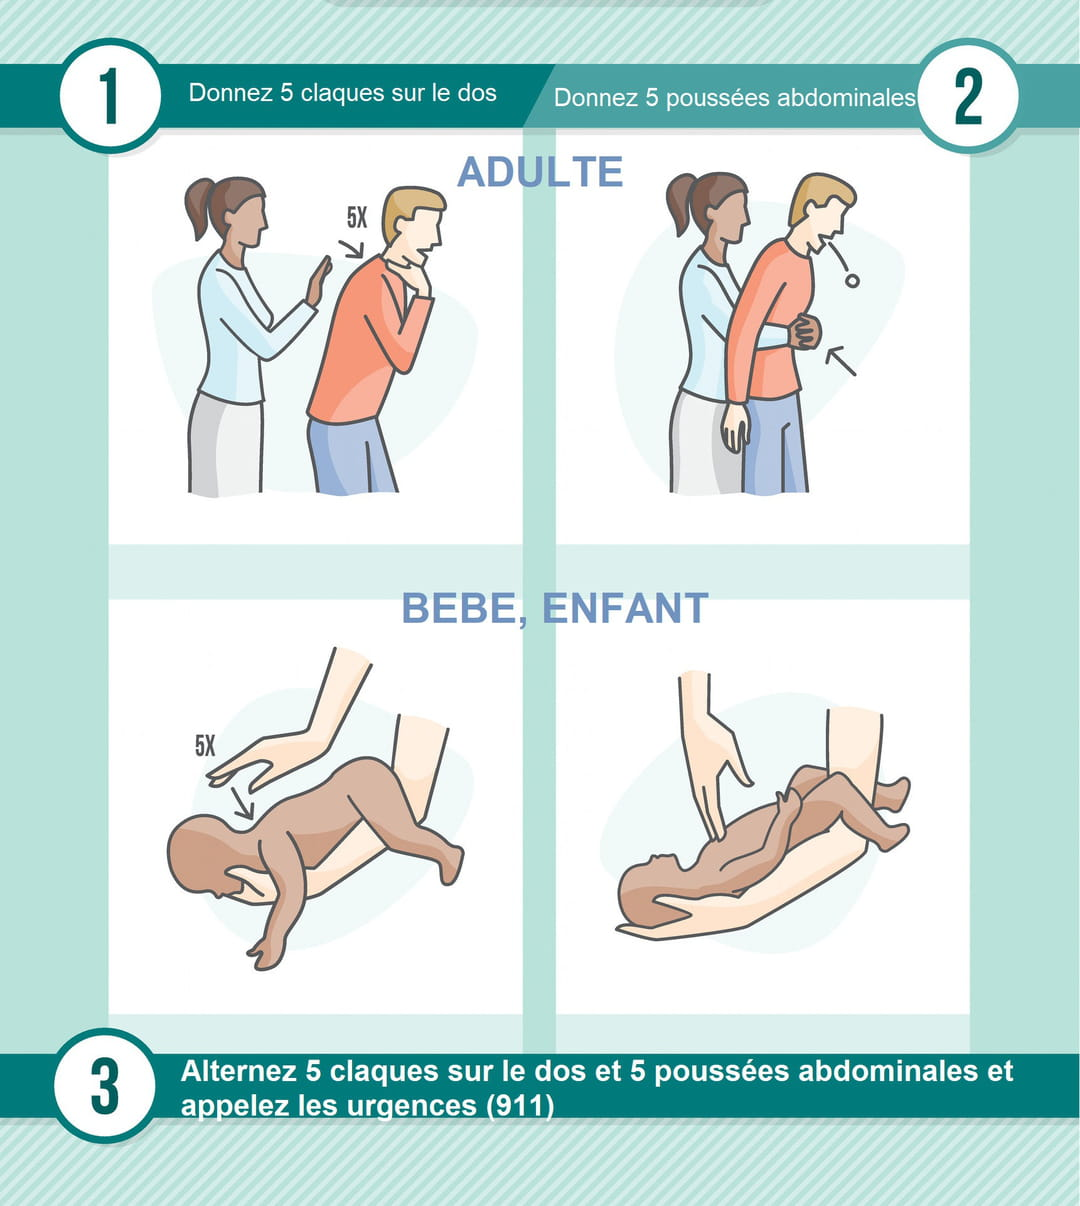 1
Donnez 5 claques sur le dos
Donnez 5 poussées abdominales
2
ADULTE
5X
BEBE, ENFANT
5X
3
Alternez 5 claques sur le dos et 5 poussées abdominales et
appelez les urgences (911)